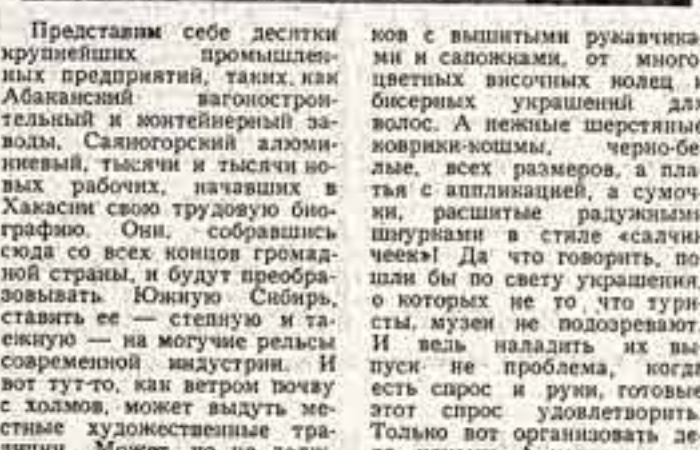 Представим себе десятки
крупнейших промышлен-
ных предприятий, таких, как
Абаканский вагонострои-
тельный и контейнерный за-
воды, Саяногорский алюми-
ниевый, тысячи и тысячи но-
вых рабочих, начавших в
Хакасии свою трудовую био-
графию. Они, собравшись
сюда со всех концов громад-
ной страны, и будут преобра-
зовывать Южную Сибирь,
ставить ее — степную и та-
ежную — на могучие рельсы
современной индустрии. И
вот тут-то, как ветром почву
с холмов, может выдуть ме-
стные художественные тра-
Может
ков с вышитыми рукавчика
ми и сапожками, от много
цветных височных колец
бисерных украшений для
волос. А нежные шерстяные
коврики-кошмы, черно-бе
лые, всех размеров, а пла
тья с аппликацией, а сумоч
ки, расшитые радужными
шнурками в стиле «салчик
чеек»! Да что говорить, по
шли бы по свету украшения
о которых не то что тури
сты, музеи не подозревают
И ведь наладить их вы
пуск не проблема, когда
есть спрос и руки, готовые
этот спрос удовлетворить
Только вот организовать де